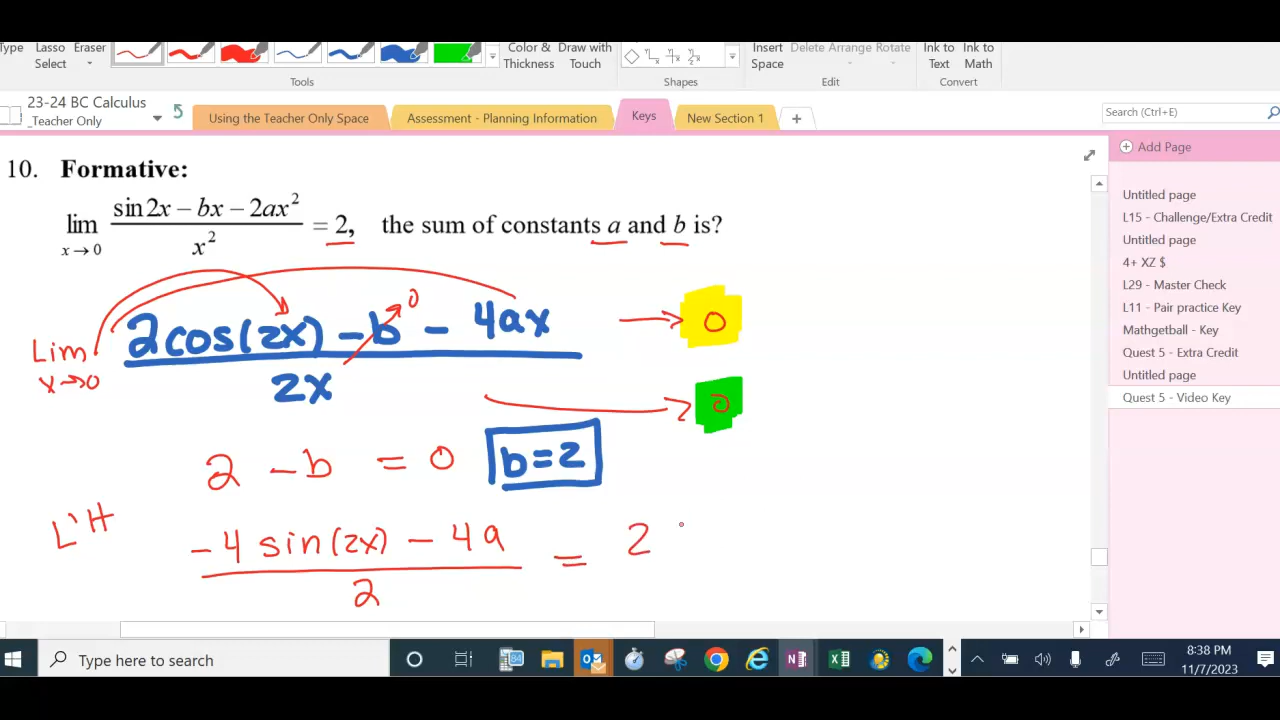 Type Lasso Select Eraser Color & Thickness Draw with Touch Insert Space Delete Arrange Rotate Ink to Text Ink to Math
Tools Shapes Edit Convert
23-24 BC Calculus
_Teacher Only
Using the Teacher Only Space Assessment - Planning Information Keys New Section 1 +
Search (Ctrl+E)
Add Page
Untitled page
L15 - Challenge/Extra Credit
Untitled page
4+ XZ $
L29 - Master Check
L11 - Pair practice Key
Mathgetball - Key
Quest 5 - Extra Credit
Untitled page
Quest 5 - Video Key
10. Formative:
lim x→0 (sin 2x − bx − 2ax²)/x² = 2, the sum of constants a and b is?
Lim x→0 (2cos(2x) − b − 4ax)/2x
0
0
0
2 − b = 0 b=2
L'H (−4 sin(2x) − 4a)/2 = 2
Type here to search
84
8:38 PM
11/7/2023